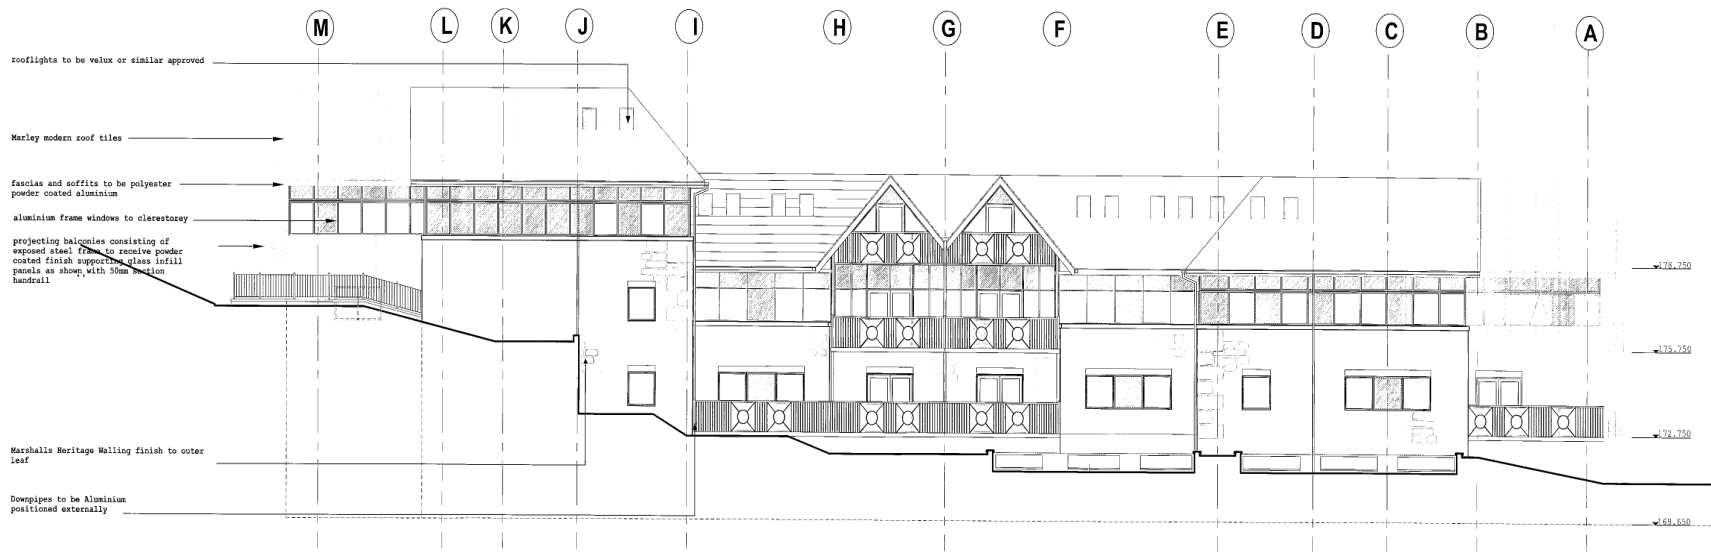 M L K J I H G F E D C B A
rooflights to be velux or similar approved
Marley modern roof tiles
fascias and soffits to be polyester
powder coated aluminium
aluminium frame windows to clerestorey
projecting balconies consisting of
exposed steel frame to receive powder
coated finish supporting glass infill
panels as shown with 50mm section
handrail
178.750
175.750
172.750
Marshalls Heritage Walling finish to outer
leaf
Downpipes to be Aluminium
positioned externally
169.650